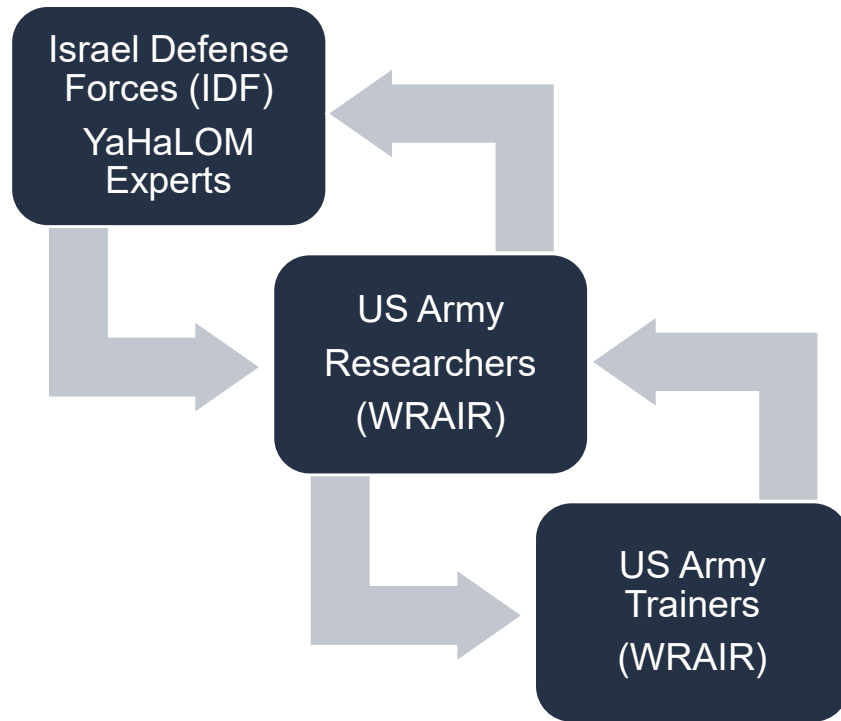 Israel Defense
Forces (IDF)
YaHaLOM
Experts
US Army
Researchers
(WRAIR)
US Army
Trainers
(WRAIR)